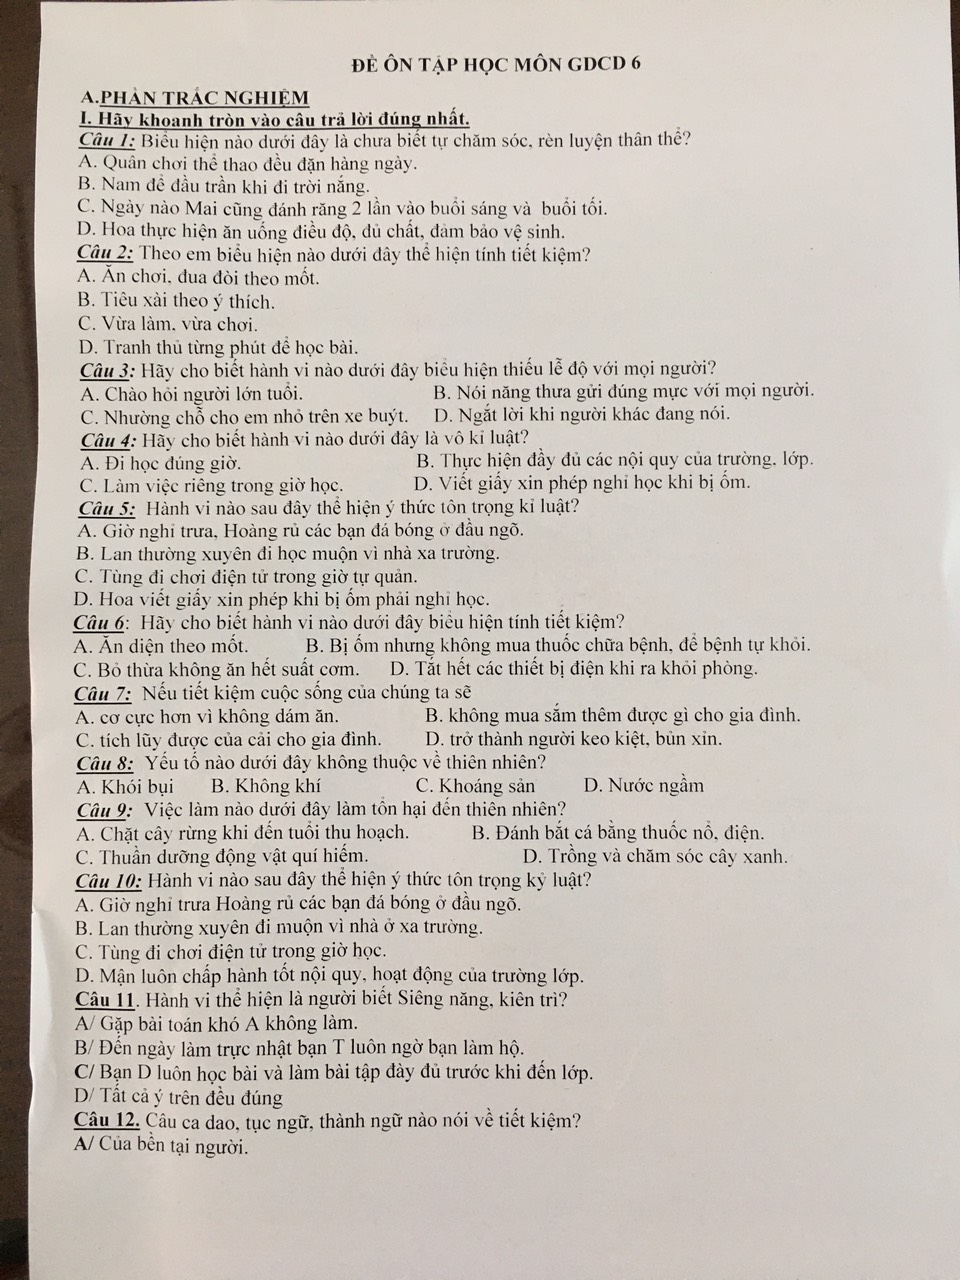 ĐỀ ÔN TẬP HỌC MÔN GDCD 6
A.PHẦN TRẮC NGHIỆM
I. Hãy khoanh tròn vào câu trả lời đúng nhất.
Câu 1: Biểu hiện nào dưới đây là chưa biết tự chăm sóc, rèn luyện thân thể?
A. Quân chơi thể thao đều đặn hàng ngày.
B. Nam để đầu trần khi đi trời nắng.
C. Ngày nào Mai cũng đánh răng 2 lần vào buổi sáng và buổi tối.
D. Hoa thực hiện ăn uống điều độ, đủ chất, đảm bảo vệ sinh.
Câu 2: Theo em biểu hiện nào dưới đây thể hiện tính tiết kiệm?
A. Ăn chơi, đua đòi theo mốt.
B. Tiêu xài theo ý thích.
C. Vừa làm, vừa chơi.
D. Tranh thủ từng phút để học bài.
Câu 3: Hãy cho biết hành vi nào dưới đây biểu hiện thiếu lễ độ với mọi người?
A. Chào hỏi người lớn tuổi. B. Nói năng thưa gửi đúng mực với mọi người.
C. Nhường chỗ cho em nhỏ trên xe buýt. D. Ngắt lời khi người khác đang nói.
Câu 4: Hãy cho biết hành vi nào dưới đây là vô kỉ luật?
A. Đi học đúng giờ. B. Thực hiện đầy đủ các nội quy của trường, lớp.
C. Làm việc riêng trong giờ học. D. Viết giấy xin phép nghỉ học khi bị ốm.
Câu 5: Hành vi nào sau đây thể hiện ý thức tôn trọng kỉ luật?
A. Giờ nghỉ trưa, Hoàng rủ các bạn đá bóng ở đầu ngõ.
B. Lan thường xuyên đi học muộn vì nhà xa trường.
C. Tùng đi chơi điện tử trong giờ tự quản.
D. Hoa viết giấy xin phép khi bị ốm phải nghỉ học.
Câu 6: Hãy cho biết hành vi nào dưới đây biểu hiện tính tiết kiệm?
A. Ăn diện theo mốt. B. Bị ốm nhưng không mua thuốc chữa bệnh, để bệnh tự khỏi.
C. Bỏ thừa không ăn hết suất cơm. D. Tắt hết các thiết bị điện khi ra khỏi phòng.
Câu 7: Nếu tiết kiệm cuộc sống của chúng ta sẽ
A. cơ cực hơn vì không dám ăn. B. không mua sắm thêm được gì cho gia đình.
C. tích lũy được của cải cho gia đình. D. trở thành người keo kiệt, bủn xỉn.
Câu 8: Yếu tố nào dưới đây không thuộc về thiên nhiên?
A. Khói bụi B. Không khí C. Khoáng sản D. Nước ngầm
Câu 9: Việc làm nào dưới đây làm tổn hại đến thiên nhiên?
A. Chặt cây rừng khi đến tuổi thu hoạch. B. Đánh bắt cá bằng thuốc nổ, điện.
C. Thuần dưỡng động vật quí hiếm. D. Trồng và chăm sóc cây xanh.
Câu 10: Hành vi nào sau đây thể hiện ý thức tôn trọng kỷ luật?
A. Giờ nghỉ trưa Hoàng rủ các bạn đá bóng ở đầu ngõ.
B. Lan thường xuyên đi muộn vì nhà ở xa trường.
C. Tùng đi chơi điện tử trong giờ học.
D. Mận luôn chấp hành tốt nội quy, hoạt động của trường lớp.
Câu 11. Hành vi thể hiện là người biết Siêng năng, kiên trì?
A/ Gặp bài toán khó A không làm.
B/ Đến ngày làm trực nhật bạn T luôn ngờ bạn làm hộ.
C/ Bạn D luôn học bài và làm bài tập đày đủ trước khi đến lớp.
D/ Tất cả ý trên đều đúng
Câu 12. Câu ca dao, tục ngữ, thành ngữ nào nói về tiết kiệm?
A/ Của bền tại người.